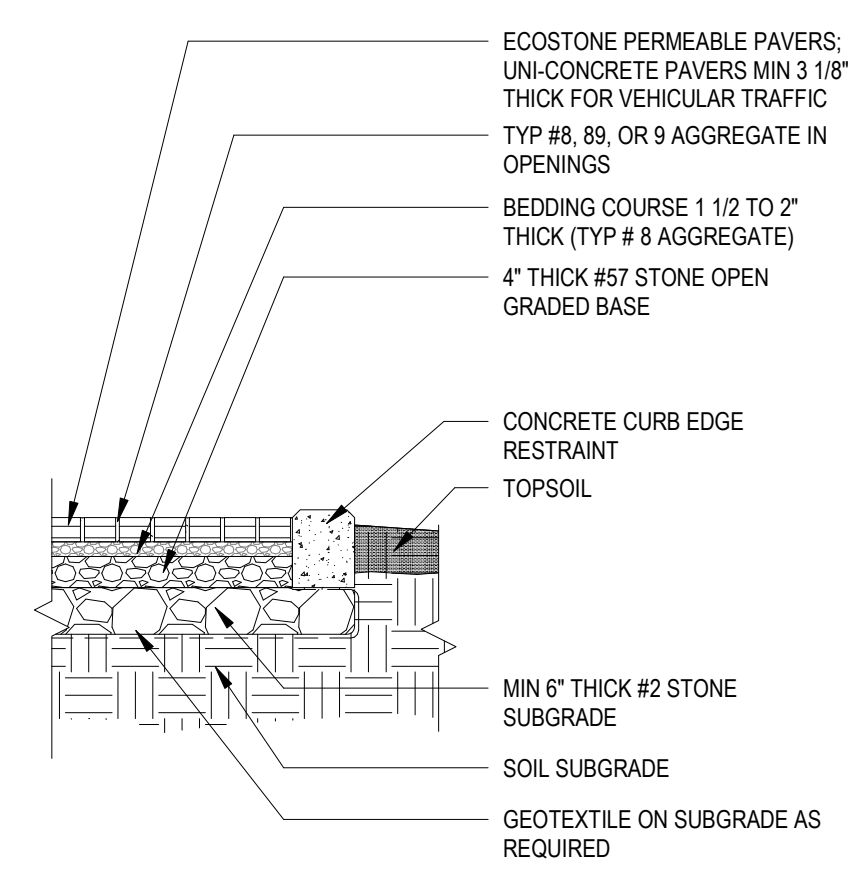 ECOSTONE PERMEABLE PAVERS;
UNI-CONCRETE PAVERS MIN 3 1/8"
THICK FOR VEHICULAR TRAFFIC
TYP #8, 89, OR 9 AGGREGATE IN
OPENINGS
BEDDING COURSE 1 1/2 TO 2"
THICK (TYP # 8 AGGREGATE)
4" THICK #57 STONE OPEN
GRADED BASE
CONCRETE CURB EDGE
RESTRAINT
TOPSOIL
MIN 6" THICK #2 STONE
SUBGRADE
SOIL SUBGRADE
GEOTEXTILE ON SUBGRADE AS
REQUIRED